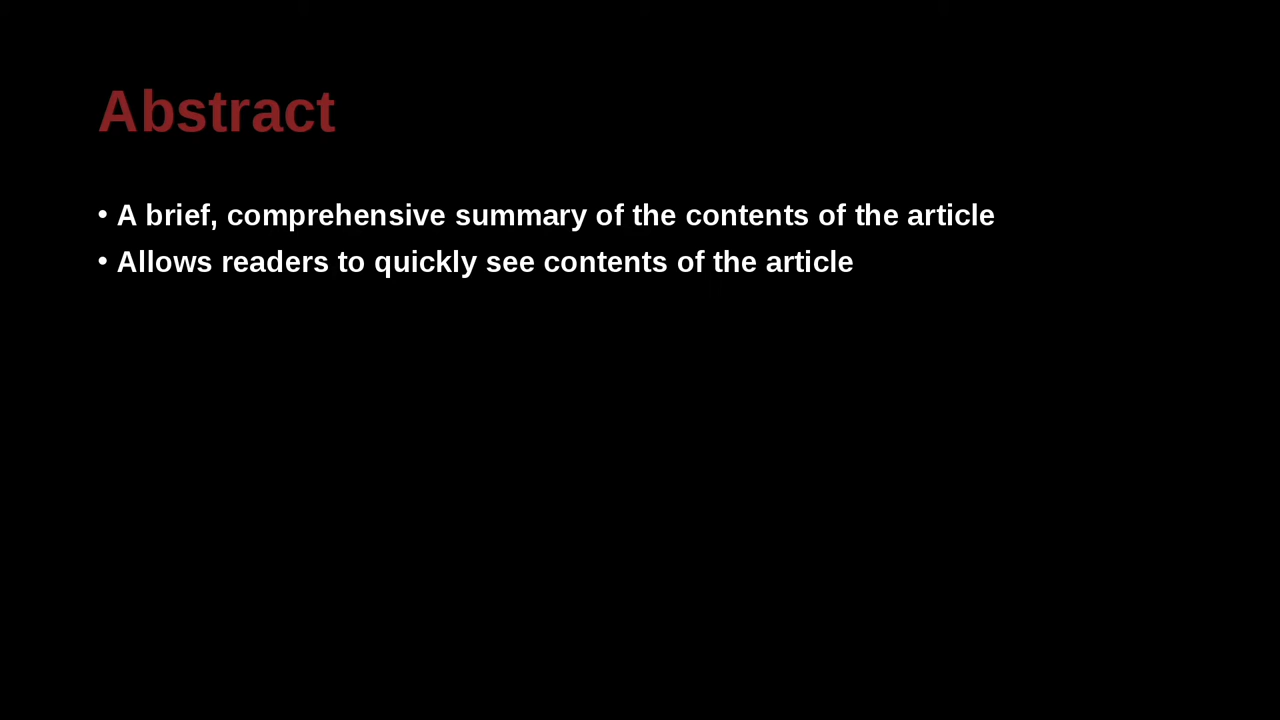 Abstract
• A brief, comprehensive summary of the contents of the article
• Allows readers to quickly see contents of the article